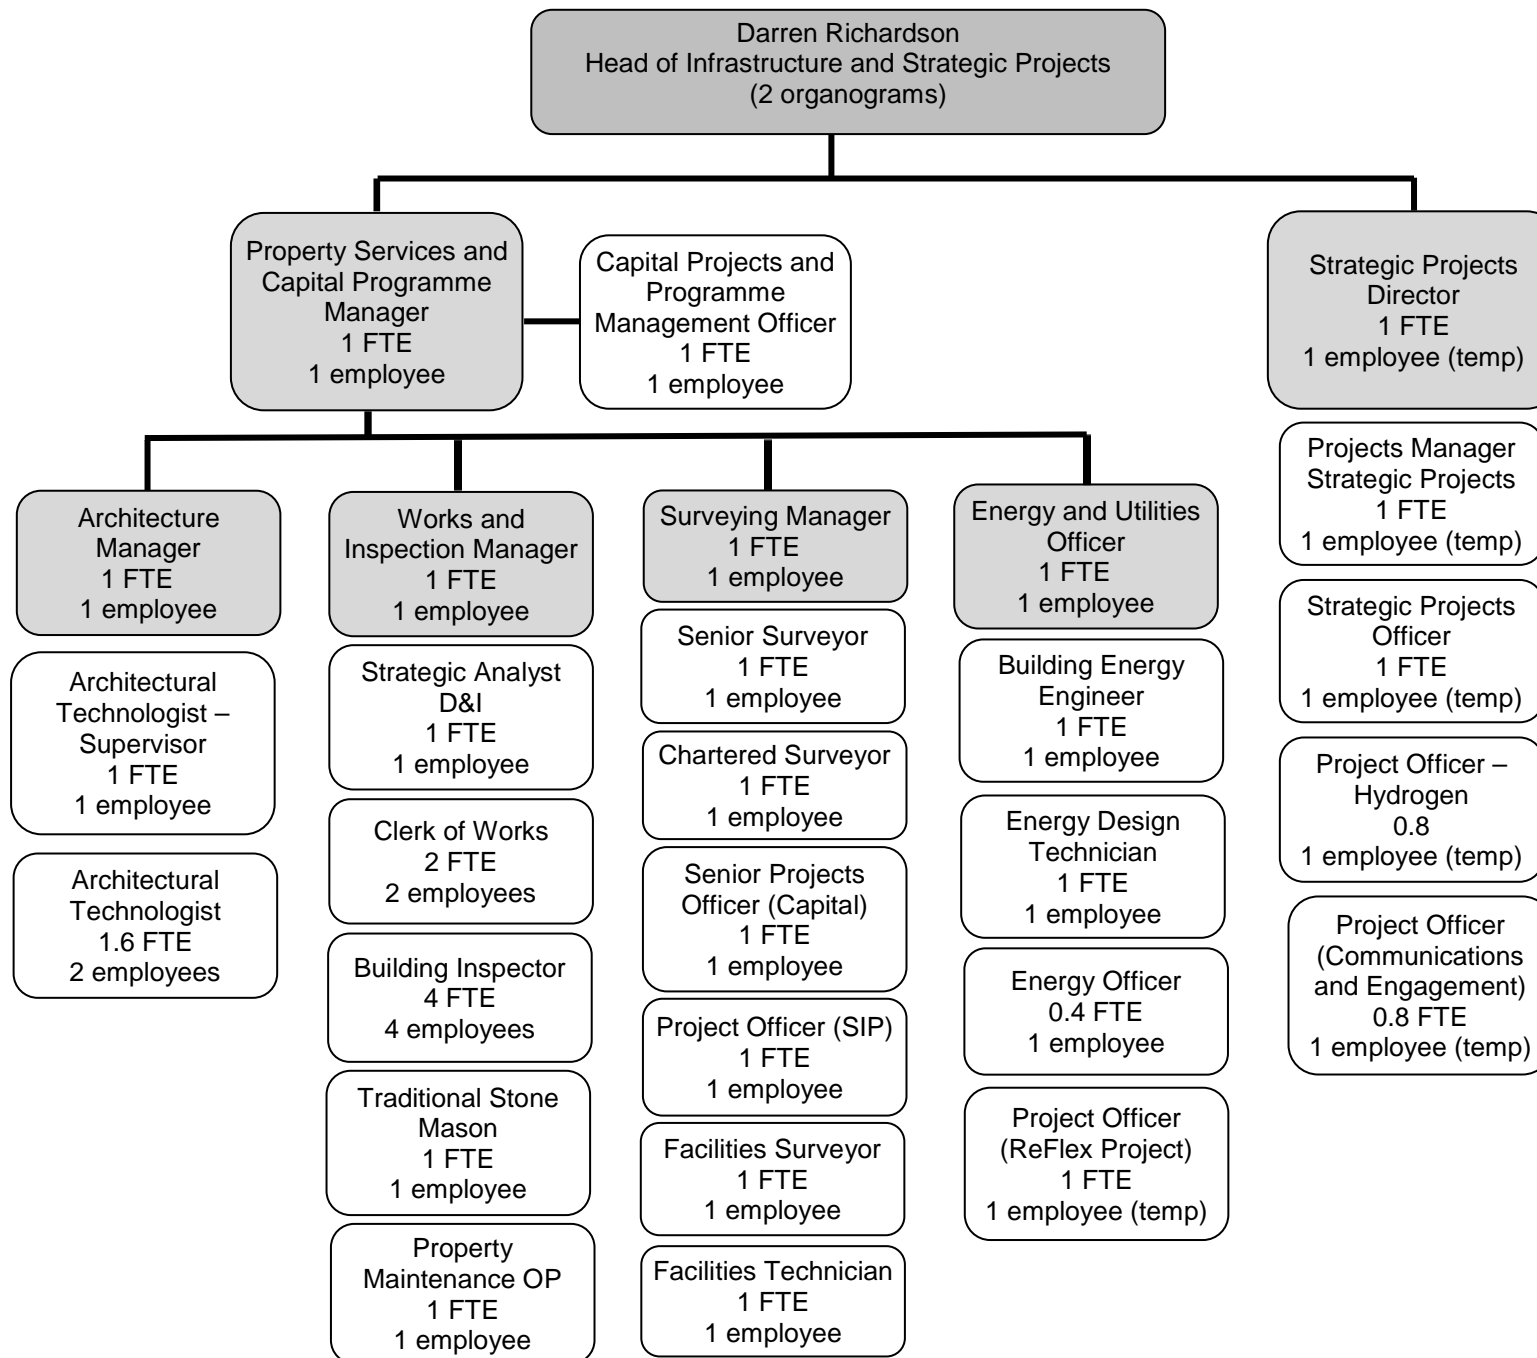 Darren Richardson
Head of Infrastructure and Strategic Projects
(2 organograms)
Property Services and
Capital Programme
Manager
1 FTE
1 employee
Capital Projects and
Programme
Management Officer
1 FTE
1 employee
Strategic Projects
Director
1 FTE
1 employee (temp)
Architecture
Manager
1 FTE
1 employee
Architectural
Technologist –
Supervisor
1 FTE
1 employee
Architectural
Technologist
1.6 FTE
2 employees
Works and
Inspection Manager
1 FTE
1 employee
Strategic Analyst
D&I
1 FTE
1 employee
Clerk of Works
2 FTE
2 employees
Building Inspector
4 FTE
4 employees
Traditional Stone
Mason
1 FTE
1 employee
Property
Maintenance OP
1 FTE
1 employee
Surveying Manager
1 FTE
1 employee
Senior Surveyor
1 FTE
1 employee
Chartered Surveyor
1 FTE
1 employee
Senior Projects
Officer (Capital)
1 FTE
1 employee
Project Officer (SIP)
1 FTE
1 employee
Facilities Surveyor
1 FTE
1 employee
Facilities Technician
1 FTE
1 employee
Energy and Utilities
Officer
1 FTE
1 employee
Building Energy
Engineer
1 FTE
1 employee
Energy Design
Technician
1 FTE
1 employee
Energy Officer
0.4 FTE
1 employee
Project Officer
(ReFlex Project)
1 FTE
1 employee (temp)
Projects Manager
Strategic Projects
1 FTE
1 employee (temp)
Strategic Projects
Officer
1 FTE
1 employee (temp)
Project Officer –
Hydrogen
0.8
1 employee (temp)
Project Officer
(Communications
and Engagement)
0.8 FTE
1 employee (temp)